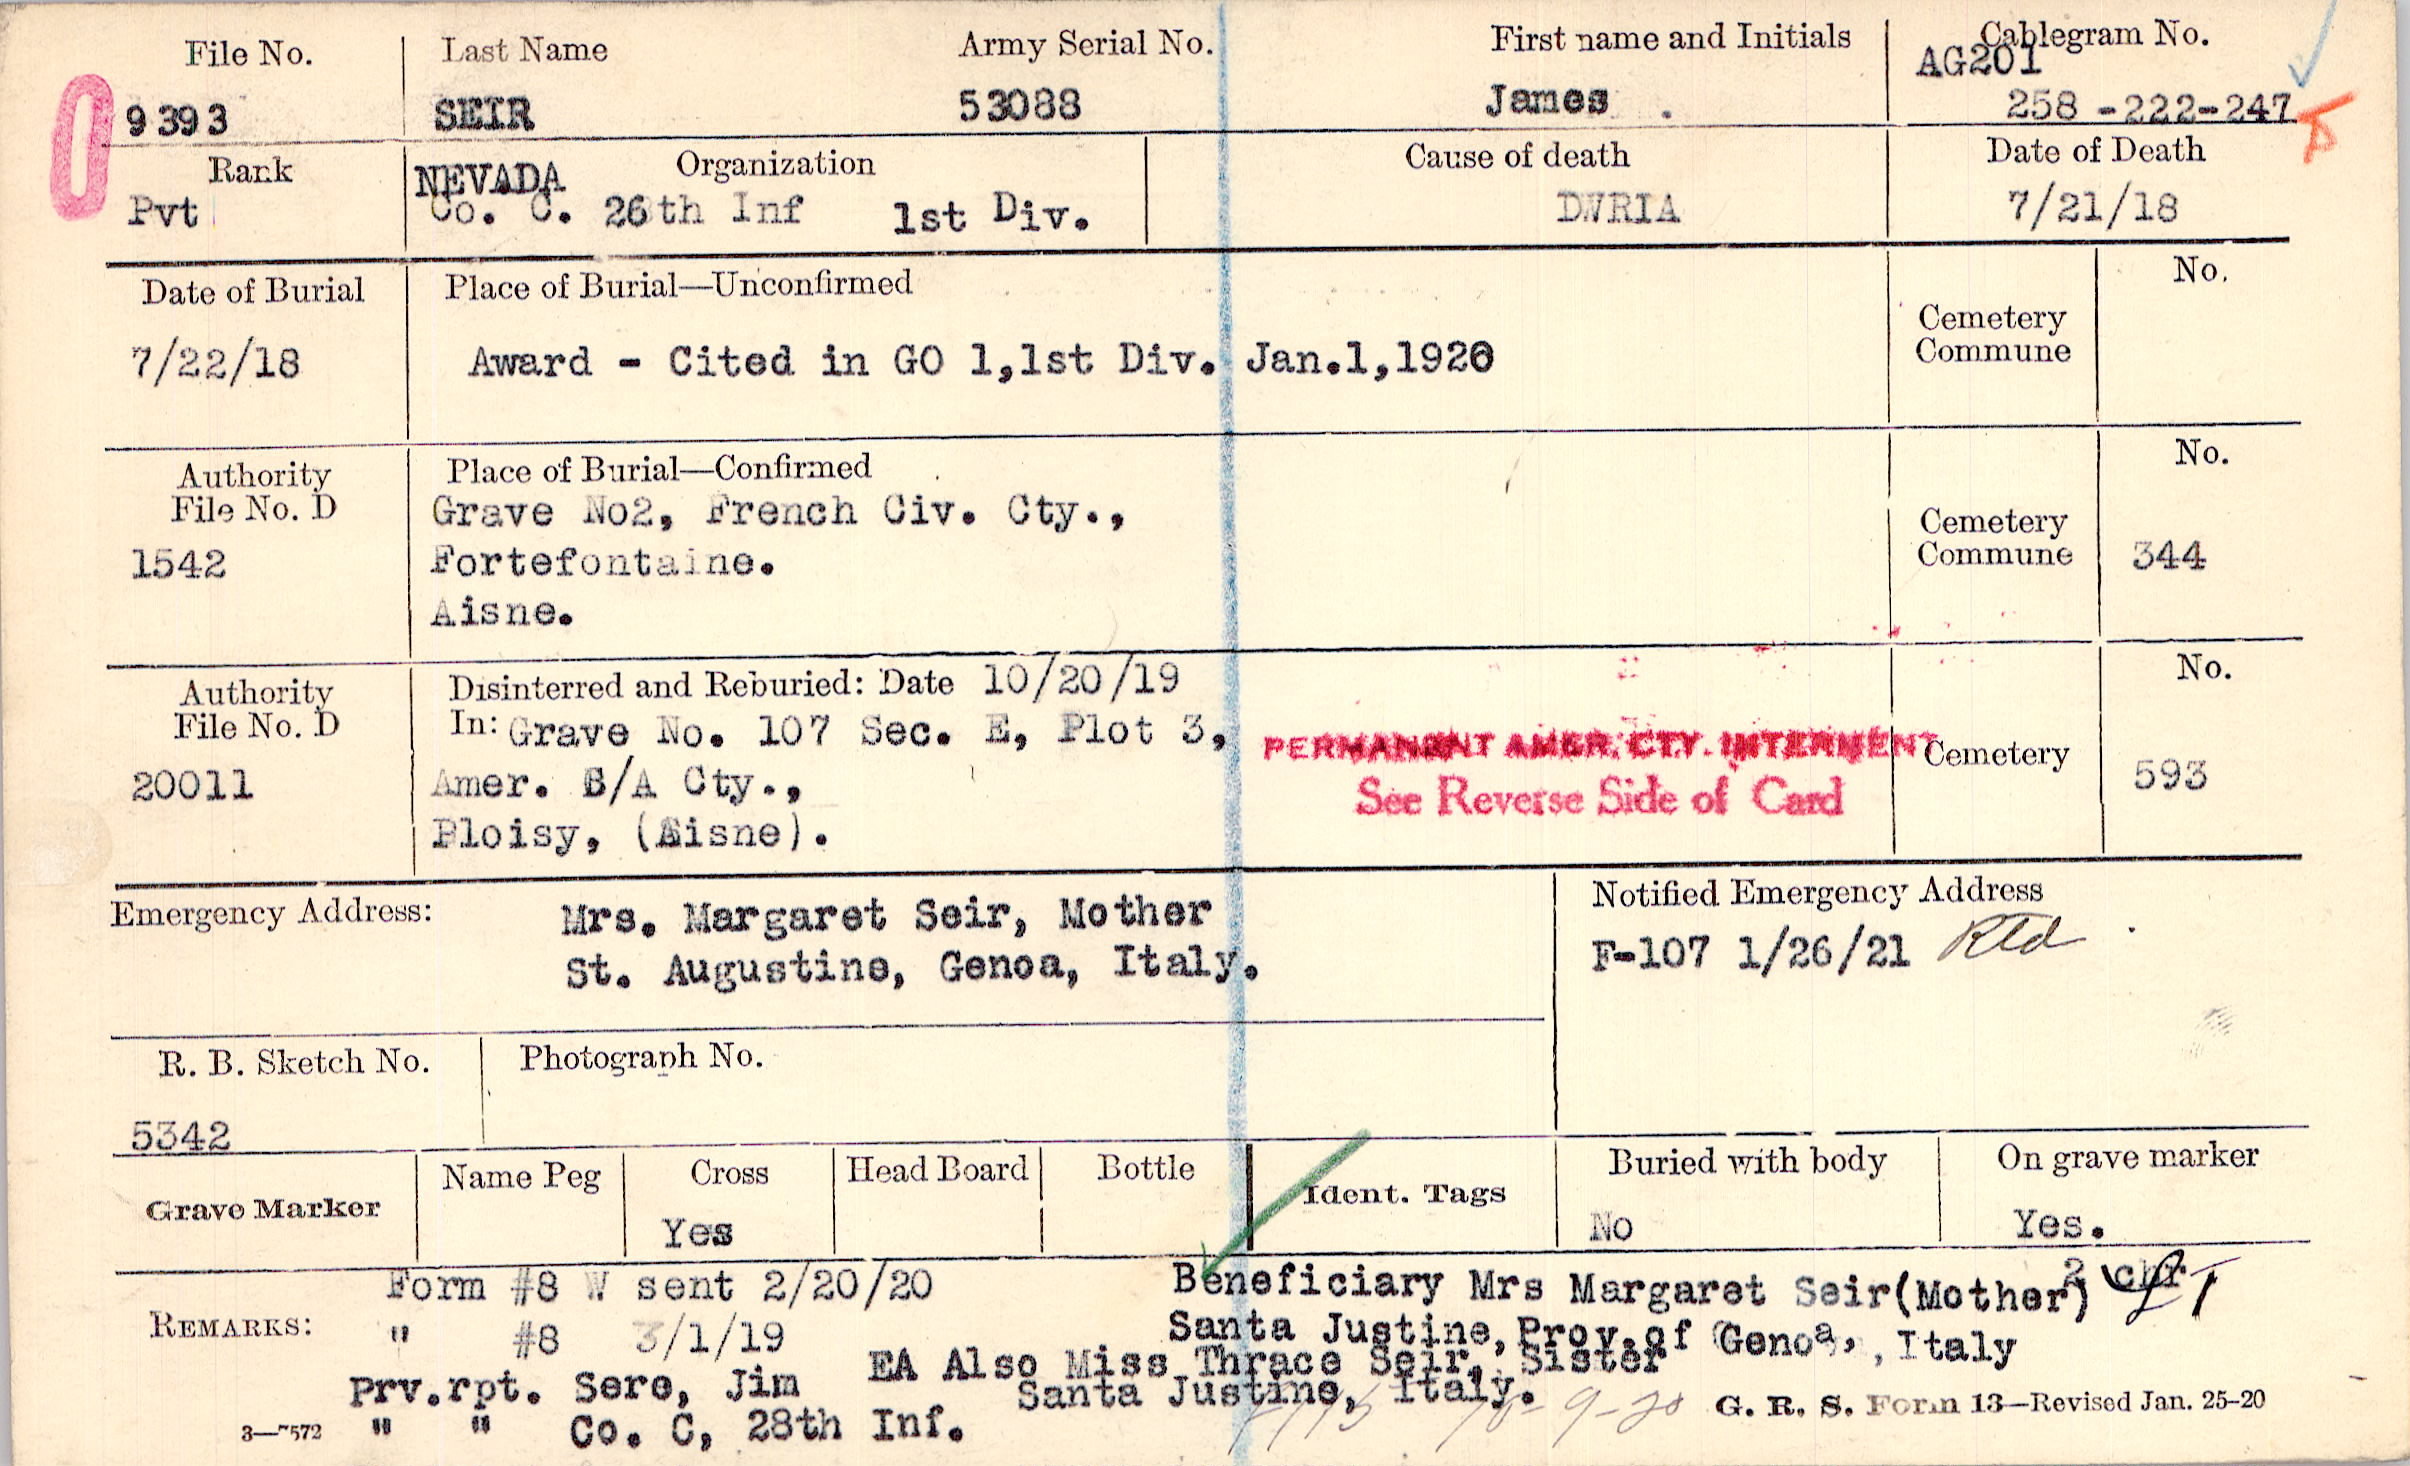 File No. Last Name Army Serial No. First name and Initials Cablegram No.
AG201
9393 SEIR 53088 James . 258 -222-247
Rank Organization Cause of death Date of Death
NEVADA
Pvt Co. C. 26th Inf 1st Div. DWRIA 7/21/18
Date of Burial Place of Burial—Unconfirmed No.
Cemetery
Commune
7/22/18 Award - Cited in GO 1,1st Div. Jan.1,1920
Authority Place of Burial—Confirmed No.
File No. D Grave No2, French Civ. Cty., Cemetery
1542 Fortefontaine. Commune 344
Aisne.
Authority Disinterred and Reburied: Date 10/20/19 No.
File No. D In: Grave No. 107 Sec. E, Plot 3, PERMANENT AMER. CTY. INTERMENT Cemetery
20011 Amer. B/A Cty., See Reverse Side of Card 593
Ploisy, (Aisne).
Emergency Address: Mrs. Margaret Seir, Mother Notified Emergency Address
St. Augustine, Genoa, Italy. F-107 1/26/21 Rtd
R. B. Sketch No. Photograph No.
5342
Grave Marker Name Peg Cross Head Board Bottle Ident. Tags Buried with body On grave marker
Yes No Yes.
REMARKS: Form #8 W sent 2/20/20 Beneficiary Mrs Margaret Seir(Mother) 2 chr
" #8 3/1/19 Santa Justine, Prov.of Genoa, , Italy
EA Also Miss Thrace Seir, Sister
Prv.rpt. Sere, Jim Santa Justine, Italy.
" " Co. C, 28th Inf. 10-9-20
3—7572 G. R. S. Form 13—Revised Jan. 25-20